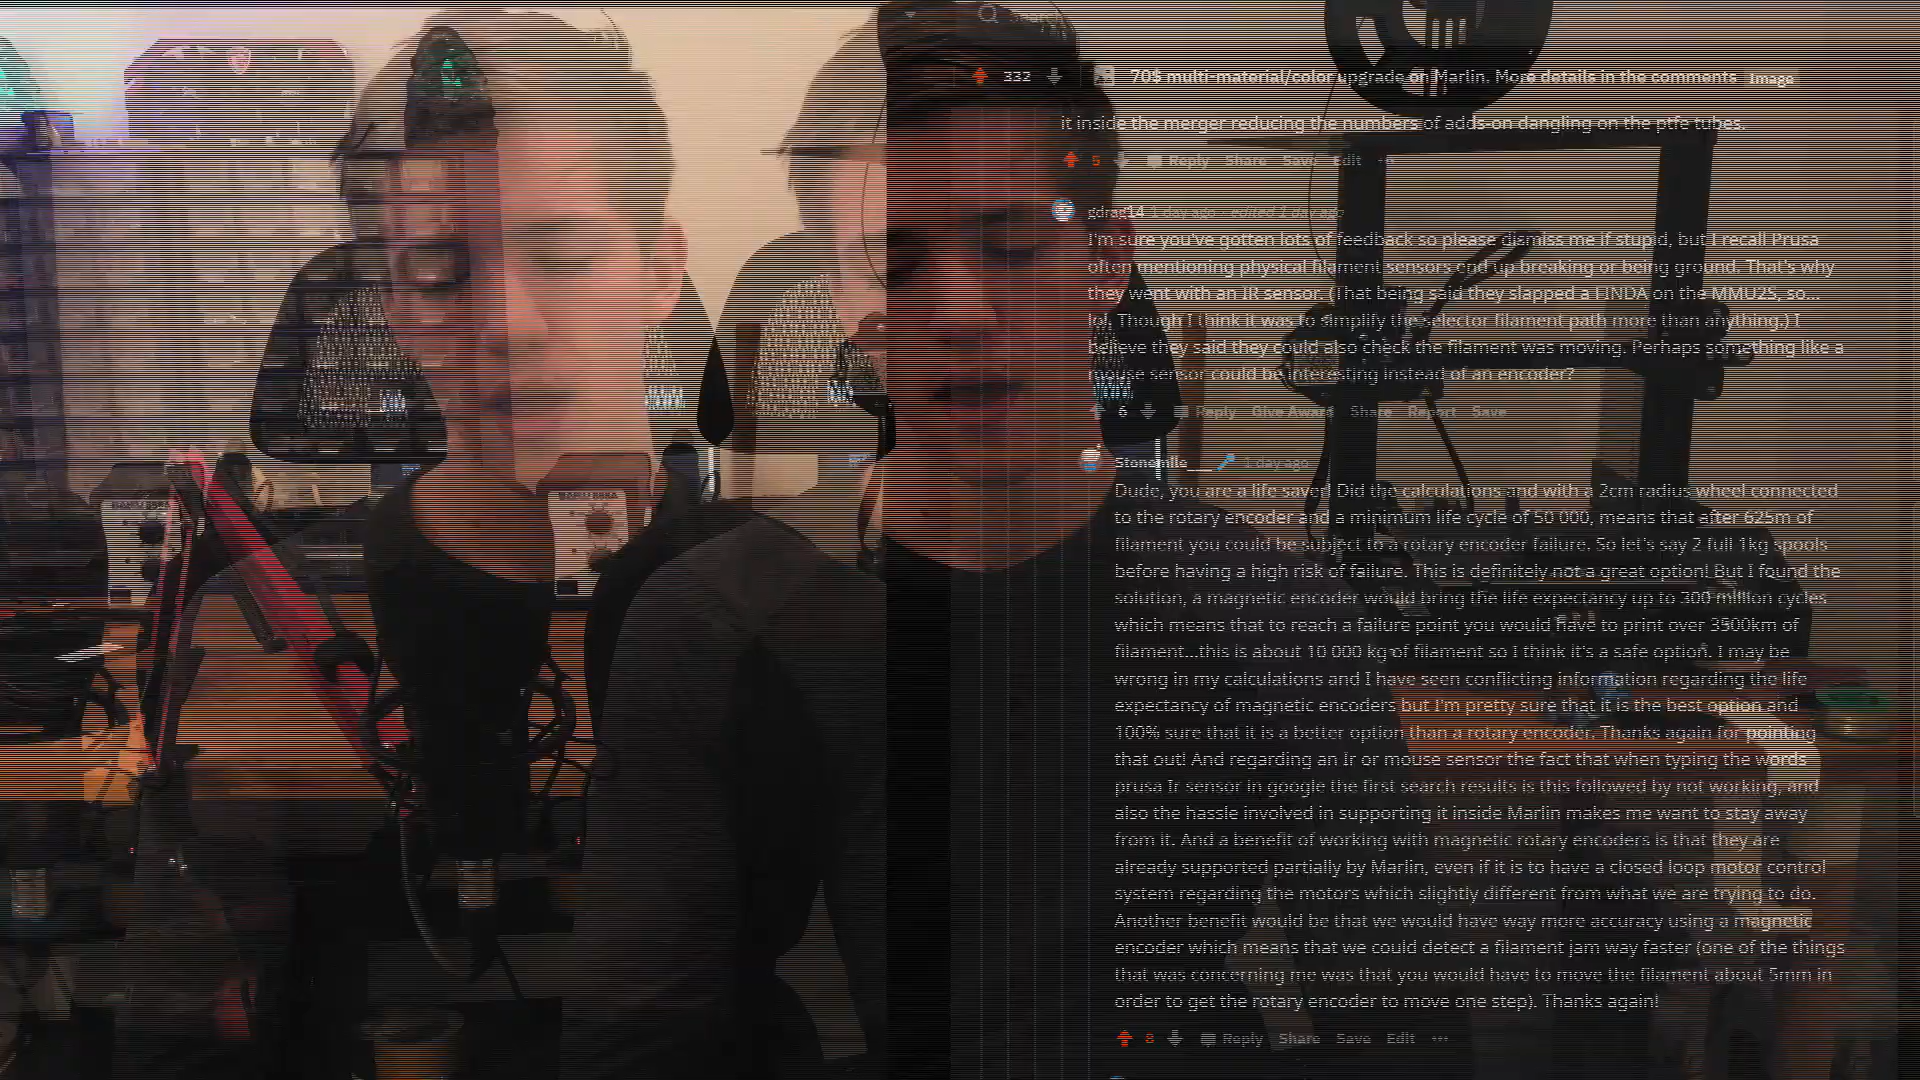 Search
332
70$ multi-material/color upgrade on Marlin. More details in the comments Image
it inside the merger reducing the numbers of adds-on dangling on the ptfe tubes.
5 Reply Share Save Edit ···
gdrag14 1 day ago · edited 1 day ago
I'm sure you've gotten lots of feedback so please dismiss me if stupid, but I recall Prusa
often mentioning physical filament sensors end up breaking or being ground. That's why
they went with an IR sensor. (That being said they slapped a FINDA on the MMU2S, so...
lol. Though I think it was to simplify the selector filament path more than anything.) I
believe they said they could also check the filament was moving. Perhaps something like a
mouse sensor could be interesting instead of an encoder?
6 Reply Give Award Share Report Save
1 day ago
Dude, you are a life saver! Did the calculations and with a 2cm radius wheel connected
to the rotary encoder and a minimum life cycle of 50 000, means that after 625m of
filament you could be subject to a rotary encoder failure. So let's say 2 full 1kg spools
before having a high risk of failure. This is definitely not a great option! But I found the
solution, a magnetic encoder would bring the life expectancy up to 300 million cycles
which means that to reach a failure point you would have to print over 3500km of
filament...this is about 10 000 kg of filament so I think it's a safe option. I may be
wrong in my calculations and I have seen conflicting information regarding the life
expectancy of magnetic encoders but I'm pretty sure that it is the best option and
100% sure that it is a better option than a rotary encoder. Thanks again for pointing
that out! And regarding an Ir or mouse sensor the fact that when typing the words
prusa Ir sensor in google the first search results is this followed by not working, and
also the hassle involved in supporting it inside Marlin makes me want to stay away
from it. And a benefit of working with magnetic rotary encoders is that they are
already supported partially by Marlin, even if it is to have a closed loop motor control
system regarding the motors which slightly different from what we are trying to do.
Another benefit would be that we would have way more accuracy using a magnetic
encoder which means that we could detect a filament jam way faster (one of the things
that was concerning me was that you would have to move the filament about 5mm in
order to get the rotary encoder to move one step). Thanks again!
8 Reply Share Save Edit ···